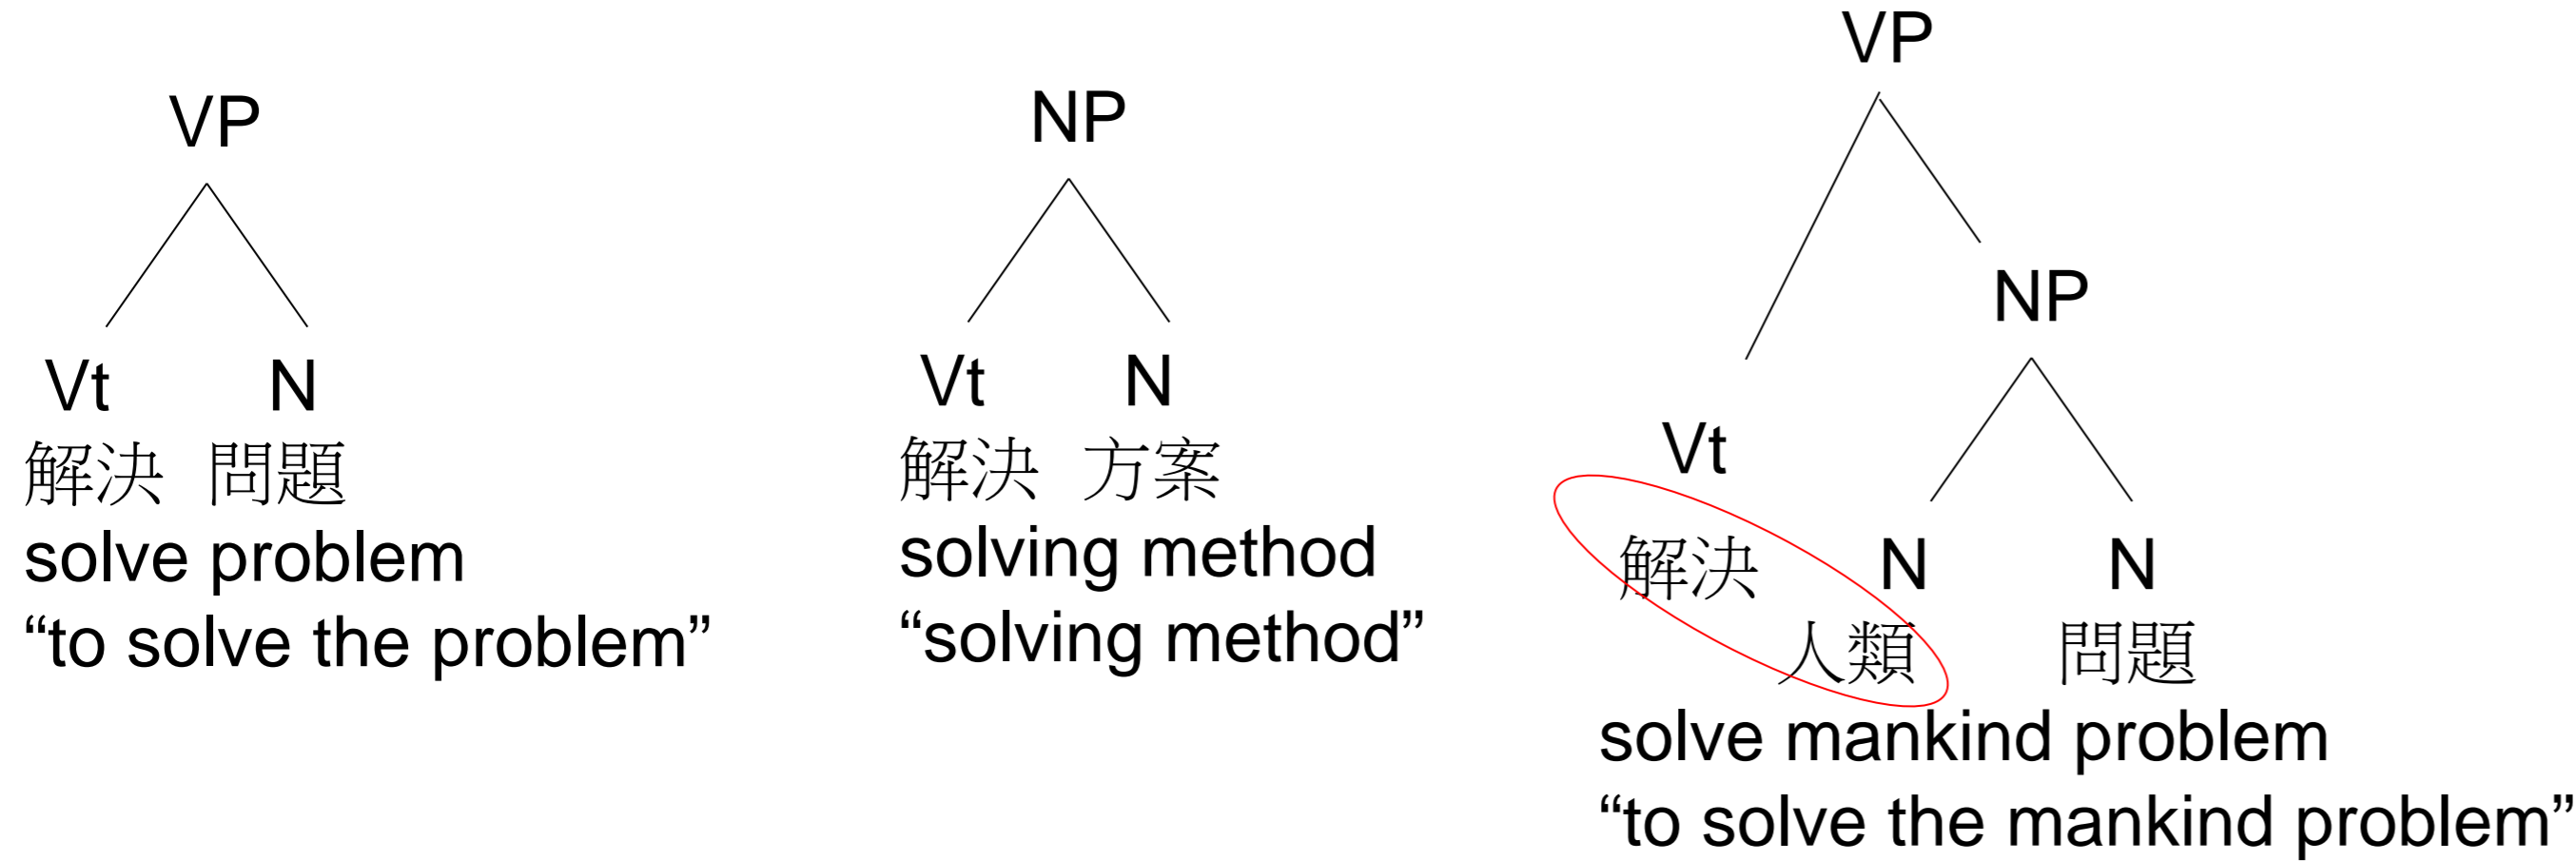 VP
Vt N
解決 問題
solve problem
“to solve the problem”
NP
Vt N
解決 方案
solving method
“solving method”
VP
NP
Vt
解決 N N
人類 問題
solve mankind problem
“to solve the mankind problem”